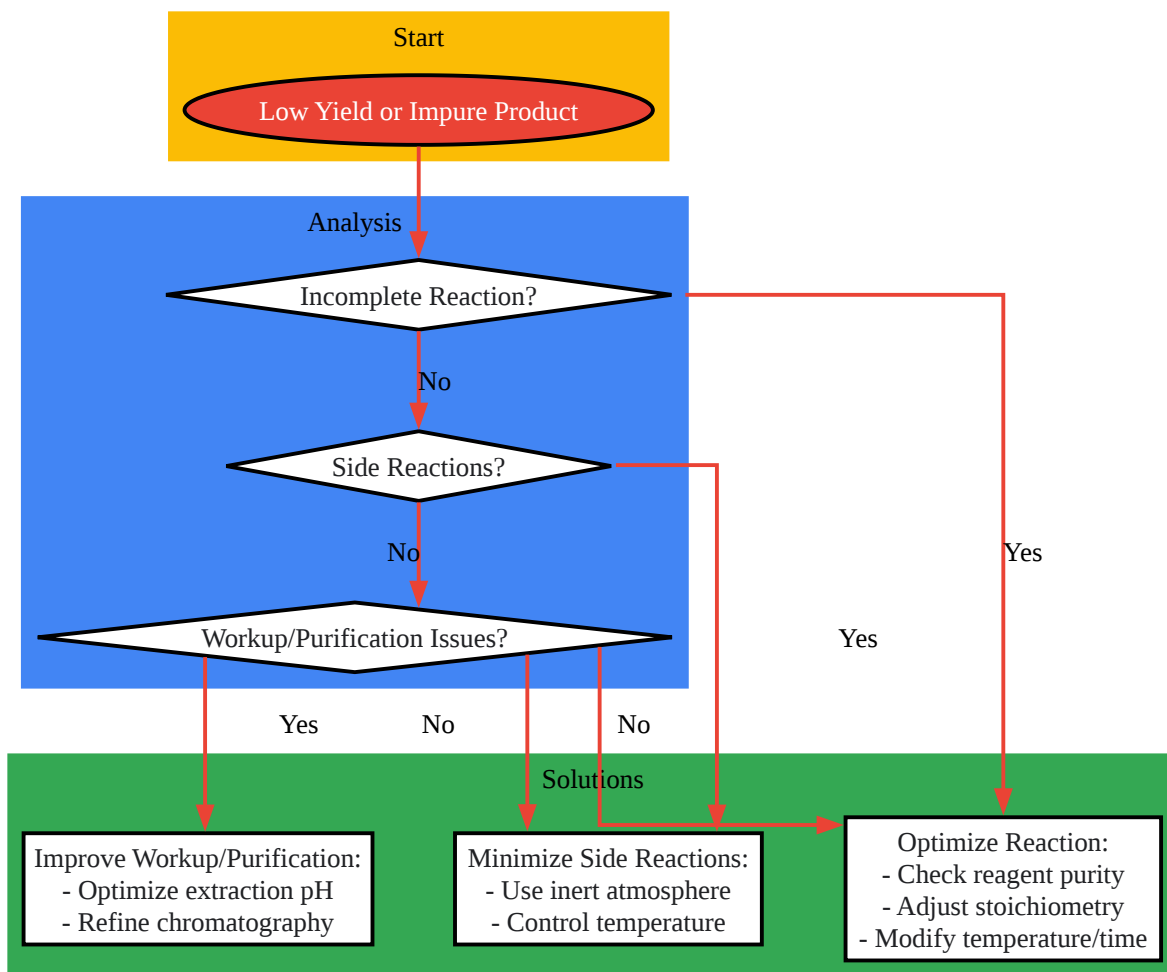 Start
Low Yield or Impure Product
Analysis
Incomplete Reaction?
No
Side Reactions?
No
Yes
Workup/Purification Issues?
Yes
Yes
No
No
Solutions
Improve Workup/Purification:
- Optimize extraction pH
- Refine chromatography
Minimize Side Reactions:
- Use inert atmosphere
- Control temperature
Optimize Reaction:
- Check reagent purity
- Adjust stoichiometry
- Modify temperature/time